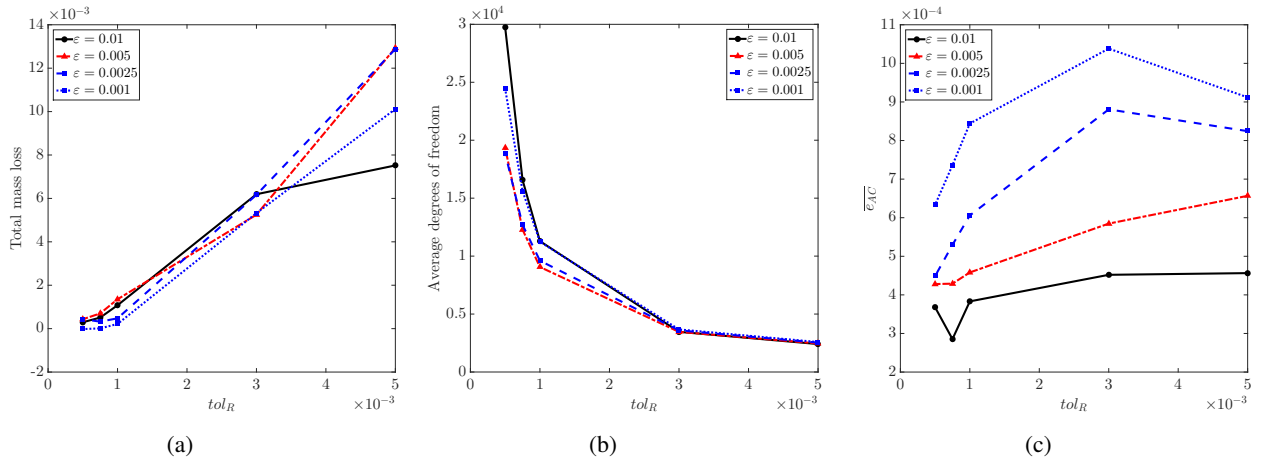 ×10⁻³
14
12
10
8
6
4
2
0
-2
Total mass loss
ε = 0.01
ε = 0.005
ε = 0.0025
ε = 0.001
0
1
2
3
4
5
tol_R
×10⁻³
(a)
×10⁴
3
2.5
2
1.5
1
0.5
0
Average degrees of freedom
ε = 0.01
ε = 0.005
ε = 0.0025
ε = 0.001
0
1
2
3
4
5
tol_R
×10⁻³
(b)
×10⁻⁴
11
10
9
8
7
6
5
4
3
2
e_AC
ε = 0.01
ε = 0.005
ε = 0.0025
ε = 0.001
0
1
2
3
4
5
tol_R
×10⁻³
(c)